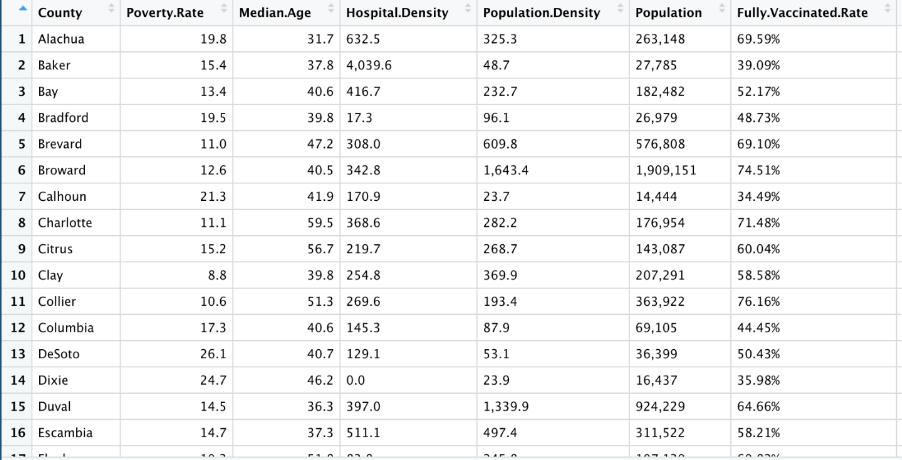 County Poverty.Rate Median.Age Hospital.Density Population.Density Population Fully.Vaccinated.Rate
1 Alachua 19.8 31.7 632.5 325.3 263,148 69.59%
2 Baker 15.4 37.8 4,039.6 48.7 27,785 39.09%
3 Bay 13.4 40.6 416.7 232.7 182,482 52.17%
4 Bradford 19.5 39.8 17.3 96.1 26,979 48.73%
5 Brevard 11.0 47.2 308.0 609.8 576,808 69.10%
6 Broward 12.6 40.5 342.8 1,643.4 1,909,151 74.51%
7 Calhoun 21.3 41.9 170.9 23.7 14,444 34.49%
8 Charlotte 11.1 59.5 368.6 282.2 176,954 71.48%
9 Citrus 15.2 56.7 219.7 268.7 143,087 60.04%
10 Clay 8.8 39.8 254.8 369.9 207,291 58.58%
11 Collier 10.6 51.3 269.6 193.4 363,922 76.16%
12 Columbia 17.3 40.6 145.3 87.9 69,105 44.45%
13 DeSoto 26.1 40.7 129.1 53.1 36,399 50.43%
14 Dixie 24.7 46.2 0.0 23.9 16,437 35.98%
15 Duval 14.5 36.3 397.0 1,339.9 924,229 64.66%
16 Escambia 14.7 37.3 511.1 497.4 311,522 58.21%